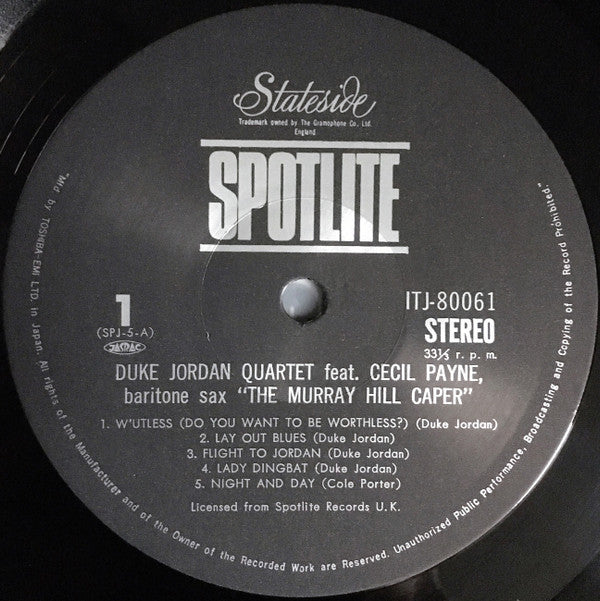 Stateside
Trademark owned by The Gramophone Co., Ltd.
England
SPOTLITE
1
(SPJ-5-A)
JASRAC
ITJ-80061
STEREO
33⅓ r. p. m.
DUKE JORDAN QUARTET feat. CECIL PAYNE,
baritone sax "THE MURRAY HILL CAPER"
1. W'UTLESS (DO YOU WANT TO BE WORTHLESS?) (Duke Jordan)
2. LAY OUT BLUES (Duke Jordan)
3. FLIGHT TO JORDAN (Duke Jordan)
4. LADY DINGBAT (Duke Jordan)
5. NIGHT AND DAY (Cole Porter)
Licensed from Spotlite Records U. K.
"Mfd by TOSHIBA-EMI LTD. in Japan. All rights of the Manufacturer and of the Owner of the Recorded Work are Reserved. Unauthorized Public Performance, Broadcasting and Copying of the Record Prohibited."